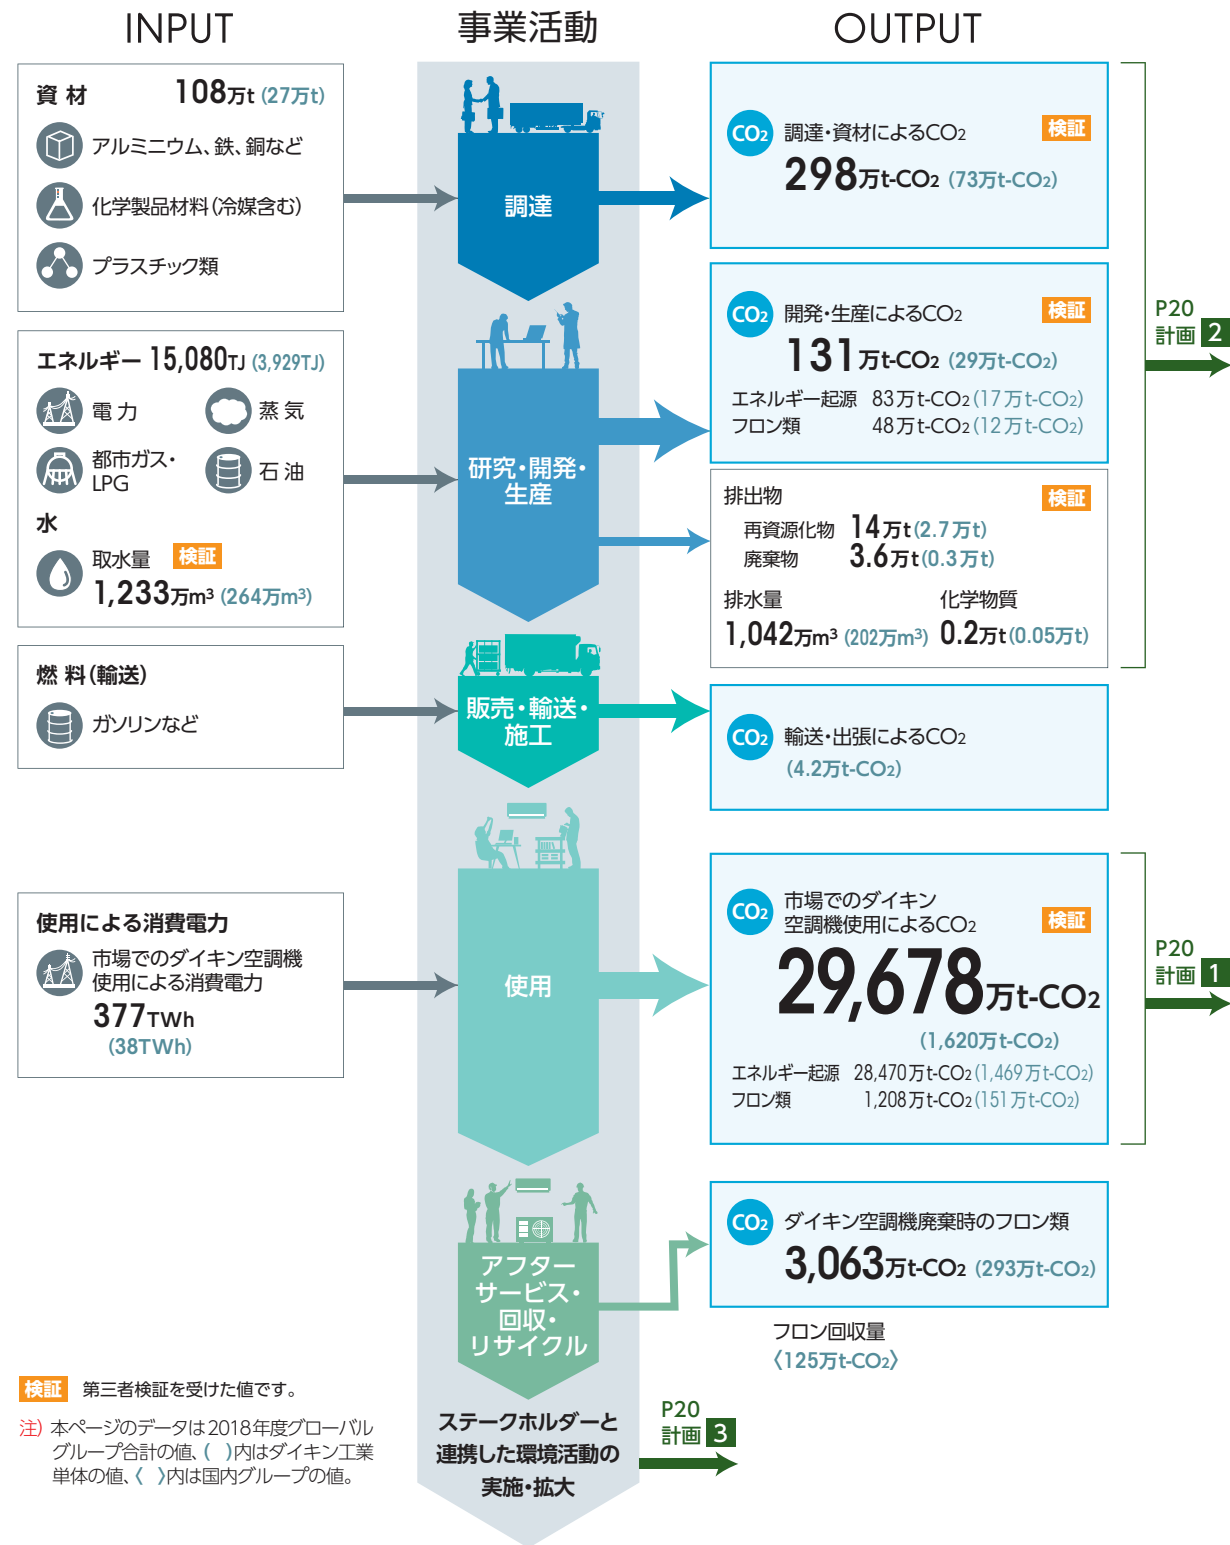 INPUT
事業活動
OUTPUT
資 材 108万t (27万t)
アルミニウム、鉄、銅など
化学製品材料(冷媒含む)
プラスチック類
調達
CO2 調達・資材によるCO2 検証
298万t-CO2 (73万t-CO2)
エネルギー 15,080TJ (3,929TJ)
電 力
蒸 気
都市ガス・
LPG
石 油
水
取水量 検証
1,233万m³ (264万m³)
研究・開発・
生産
CO2 開発・生産によるCO2 検証
131万t-CO2 (29万t-CO2)
エネルギー起源 83万t-CO2(17万t-CO2)
フロン類 48万t-CO2(12万t-CO2)
排出物 検証
再資源化物 14万t(2.7万t)
廃棄物 3.6万t(0.3万t)
排水量 化学物質
1,042万m³ (202万m³) 0.2万t(0.05万t)
P20
計画 2
燃 料(輸送)
ガソリンなど
販売・輸送・
施工
CO2 輸送・出張によるCO2
(4.2万t-CO2)
使用による消費電力
市場でのダイキン空調機
使用による消費電力
377TWh
(38TWh)
使用
CO2 市場でのダイキン
空調機使用によるCO2 検証
29,678万t-CO2
(1,620万t-CO2)
エネルギー起源 28,470万t-CO2(1,469万t-CO2)
フロン類 1,208万t-CO2(151万t-CO2)
P20
計画 1
アフター
サービス・
回収・
リサイクル
CO2 ダイキン空調機廃棄時のフロン類
3,063万t-CO2 (293万t-CO2)
フロン回収量
〈125万t-CO2〉
検証 第三者検証を受けた値です。
注) 本ページのデータは2018年度グローバル
グループ合計の値、( )内はダイキン工業
単体の値、〈 〉内は国内グループの値。
ステークホルダーと
連携した環境活動の
実施・拡大
P20
計画 3